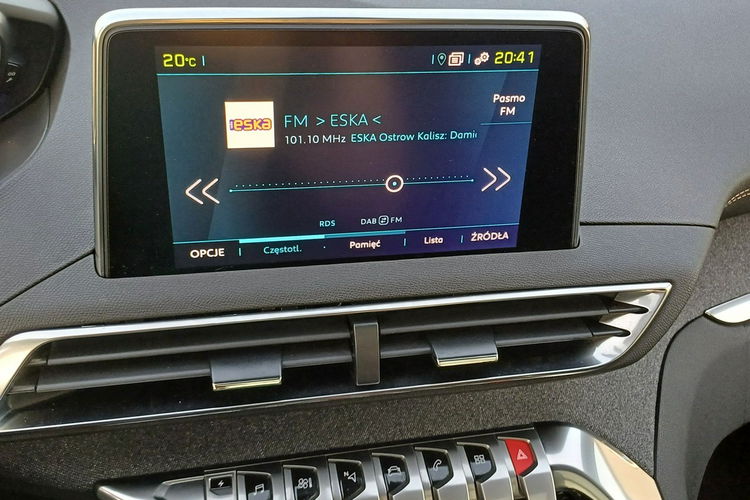 20°C
20:41
Pasmo
FM
eska
FM > ESKA <
101.10 MHz ESKA Ostrow Kalisz: Dami
RDS
DAB FM
OPCJE
Częstotl.
Pamięć
Lista
ŹRÓDŁA